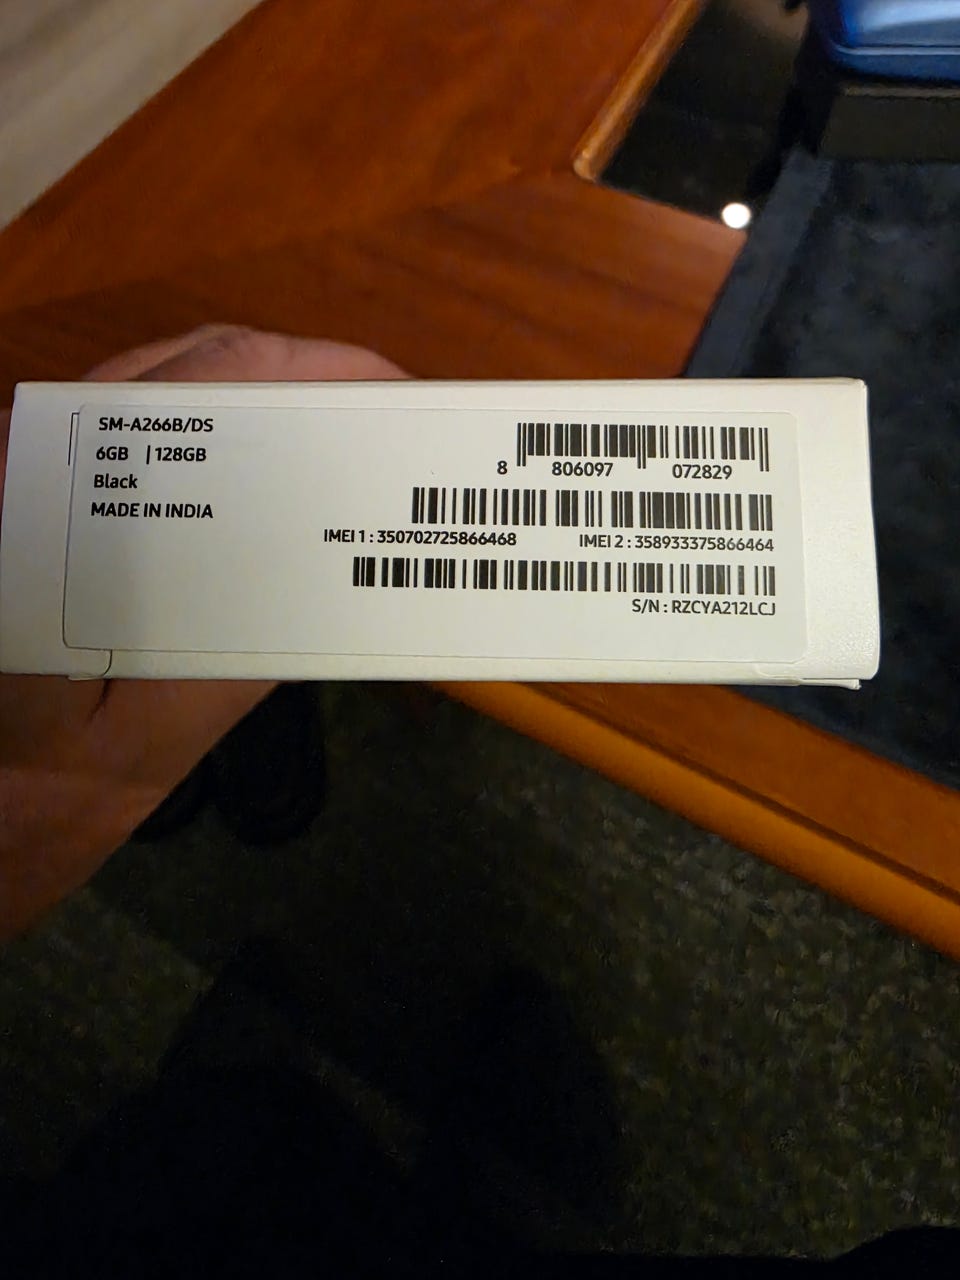 SM-A266B/DS
6GB | 128GB
Black
MADE IN INDIA
8 806097 072829
IMEI 1 : 350702725866468 IMEI 2 : 358933375866464
S/N : RZCYA212LCJ